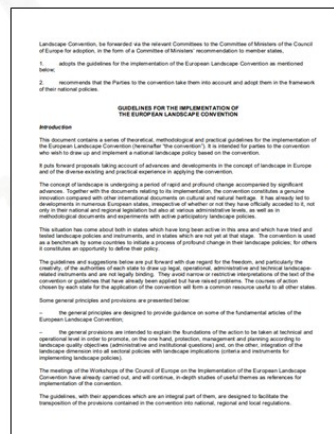 Landscape Convention, be forwarded via the relevant Committees to the Committee of Ministers of the Council
of Europe for adoption, in the form of a Committee of Ministers' recommendation to member states,
1. adopts the guidelines for the implementation of the European Landscape Convention as mentioned
below;
2. recommends that the Parties to the convention take them into account and adopt them in the framework
of their national policies.
GUIDELINES FOR THE IMPLEMENTATION OF
THE EUROPEAN LANDSCAPE CONVENTION
Introduction
This document contains a series of theoretical, methodological and practical guidelines for the implementation of
the European Landscape Convention (hereinafter "the convention"). It is intended for parties to the convention
who wish to draw up and implement a national landscape policy based on the convention.
It puts forward proposals taking account of advances and developments in the concept of landscape in Europe
and of the diverse existing and practical experience in applying the convention.
The concept of landscape is undergoing a period of rapid and profound change accompanied by significant
advances. Together with the documents relating to its implementation, the convention constitutes a genuine
innovation compared with other international documents on cultural and natural heritage. It has already led to
developments in numerous European states, irrespective of whether or not they have officially acceded to it, not
only in their national and regional legislation but also at various administrative levels, as well as in
methodological documents and experiments with active participatory landscape policies.
This situation has come about both in states which have long been active in this area and which have tried and
tested landscape policies and instruments, and in states which are not yet at that stage. The convention is used
as a benchmark by some countries to initiate a process of profound change in their landscape policies; for others
it constitutes an opportunity to define their policy.
The guidelines and suggestions below are put forward with due regard for the freedom, and particularly the
creativity, of the authorities of each state to draw up legal, operational, administrative and technical landscape-
related instruments and are not legally binding. They avoid narrow or restrictive interpretations of the text of the
convention or guidelines that have already been applied but have raised problems. The courses of action
chosen by each state for the application of the convention will form a common resource useful to all other states.
Some general principles and provisions are presented below:
– the general principles are designed to provide guidance on some of the fundamental articles of the
European Landscape Convention;
– the general provisions are intended to explain the foundations of the action to be taken at technical and
operational level in order to promote, on the one hand, protection, management and planning according to
landscape quality objectives (administrative and institutional questions) and, on the other, integration of the
landscape dimension into all sectoral policies with landscape implications (criteria and instruments for
implementing landscape policies).
The meetings of the Workshops of the Council of Europe on the Implementation of the European Landscape
Convention have already carried out, and will continue, in-depth studies of useful themes as references for
implementation of the convention.
The guidelines, with their appendices which are an integral part of them, are designed to facilitate the
transposition of the provisions contained in the convention into national, regional and local regulations.